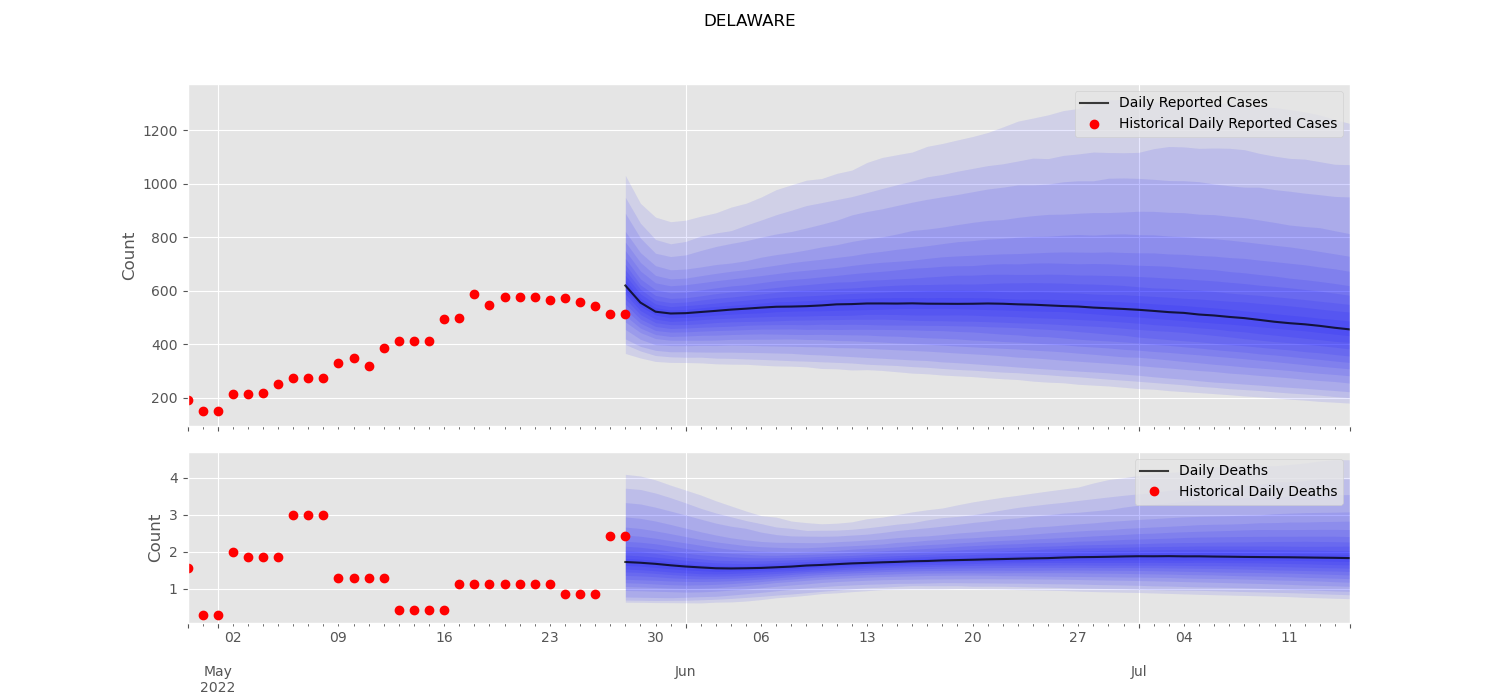 DELAWARE
Daily Reported Cases
Historical Daily Reported Cases
Count
1200
1000
800
600
400
200
Daily Deaths
Historical Daily Deaths
Count
4
3
2
1
02 09 16 23 30 06 13 20 27 04 11
May Jun Jul
2022